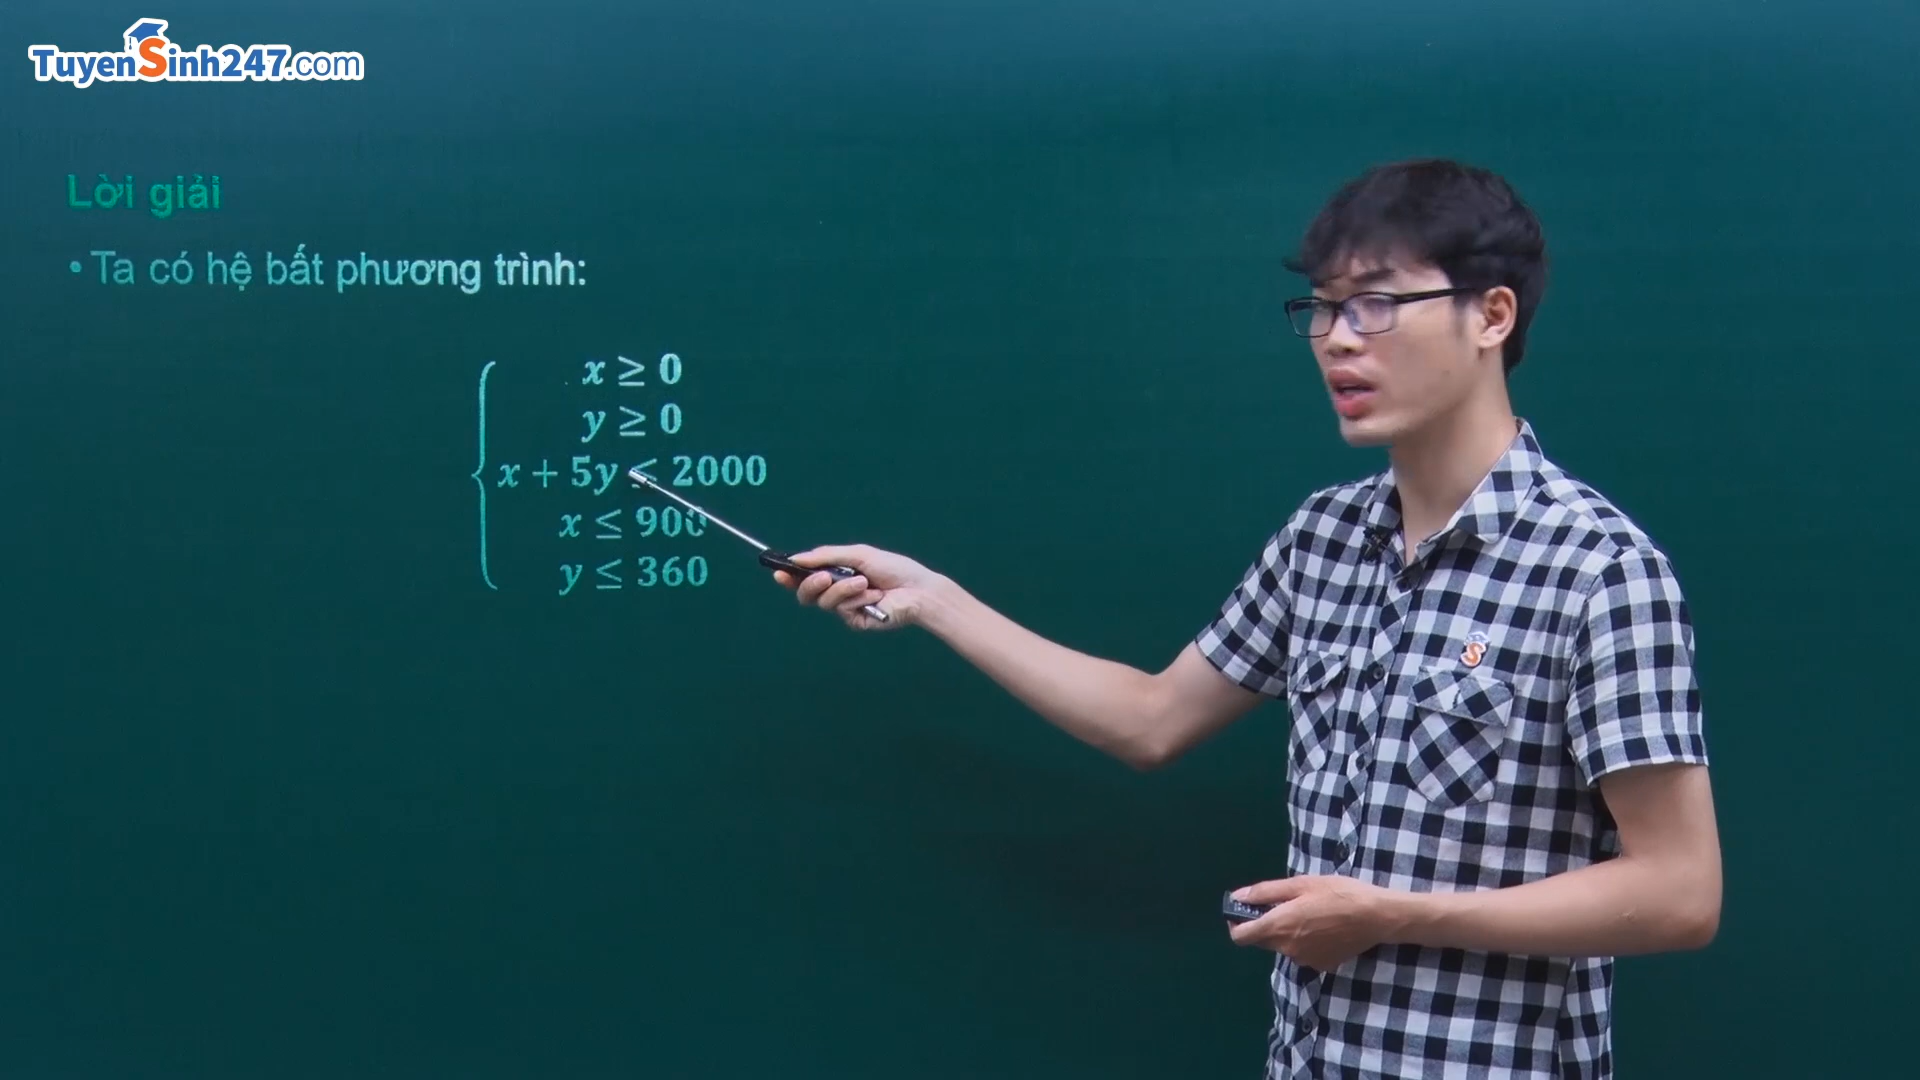 TuyenSinh247.com
Lời giải
• Ta có hệ bất phương trình:
x ≥ 0
y ≥ 0
x + 5y ≤ 2000
x ≤ 900
y ≤ 360
S